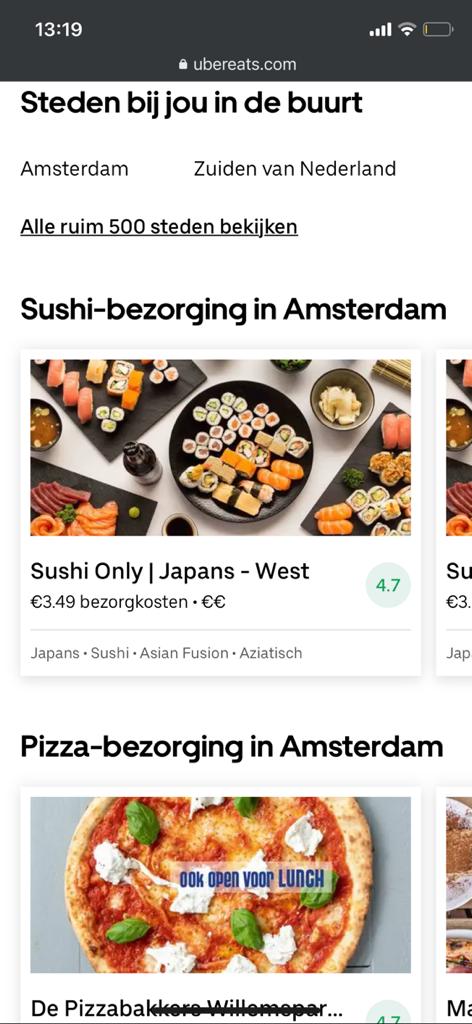 13:19
ubereats.com
Steden bij jou in de buurt
Amsterdam Zuiden van Nederland
Alle ruim 500 steden bekijken
Sushi-bezorging in Amsterdam
Sushi Only | Japans - West
4.7
€3.49 bezorgkosten • €€
Japans • Sushi • Asian Fusion • Aziatisch
Su
€3.
Jap
Pizza-bezorging in Amsterdam
OOK OPEN VOOR LUNCH
De Pizzabakkers Willemspar...
4.7
Ma